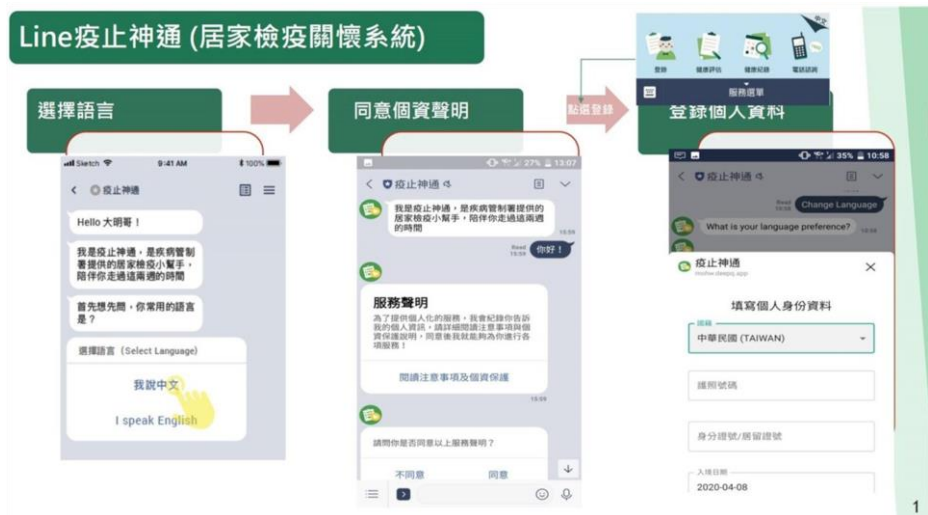 Line疫止神通 (居家檢疫關懷系統)
登錄
健康評估
健康紀錄
電話諮詢
中文
服務選單
選擇語言
同意個資聲明
點選登錄
登錄個人資料
Sketch
9:41 AM
100%
疫止神通
Hello 大明哥！
我是疫止神通，是疾病管制
署提供的居家檢疫小幫手，
陪伴你走過這兩週的時間
首先想先問，你常用的語言
是？
選擇語言 (Select Language)
我說中文
I speak English
27% 13:07
疫止神通
我是疫止神通，是疾病管制署提供的
居家檢疫小幫手，陪伴你走過這兩週
的時間
15:59
Read
15:59
你好！
服務聲明
為了提供個人化的服務，我會紀錄你告訴
我的個人資訊，請詳細閱讀注意事項與個
資保護說明，同意後我就能夠為你進行各
項服務！
閱讀注意事項及個資保護
15:59
請問你是否同意以上服務聲明？
不同意
同意
35% 10:58
疫止神通
Read
Change Language
What is your language preference?
疫止神通
填寫個人身份資料
國籍
中華民國 (TAIWAN)
護照號碼
身分證號/居留證號
入境日期
2020-04-08
1